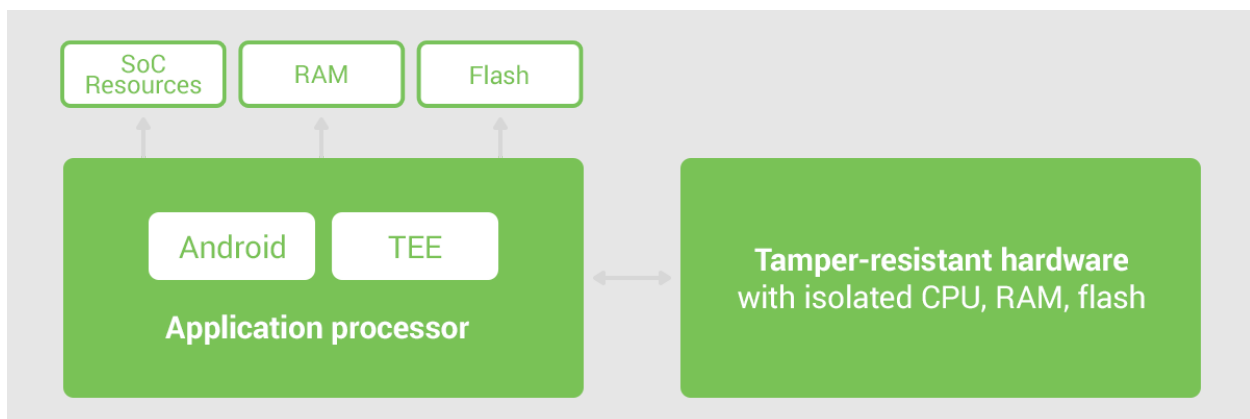 SoC
Resources
RAM
Flash
Android
TEE
Application processor
Tamper-resistant hardware
with isolated CPU, RAM, flash